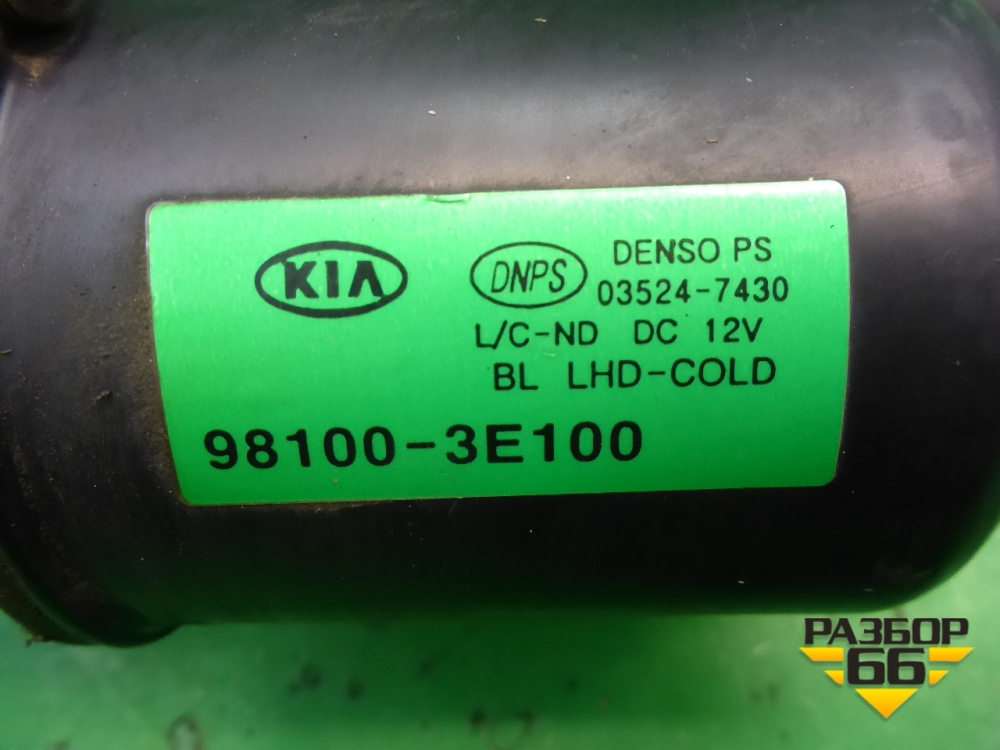 KIA
DNPS
DENSO PS
03524-7430
L/C-ND DC 12V
BL LHD-COLD
98100-3E100
РАЗБОР
66